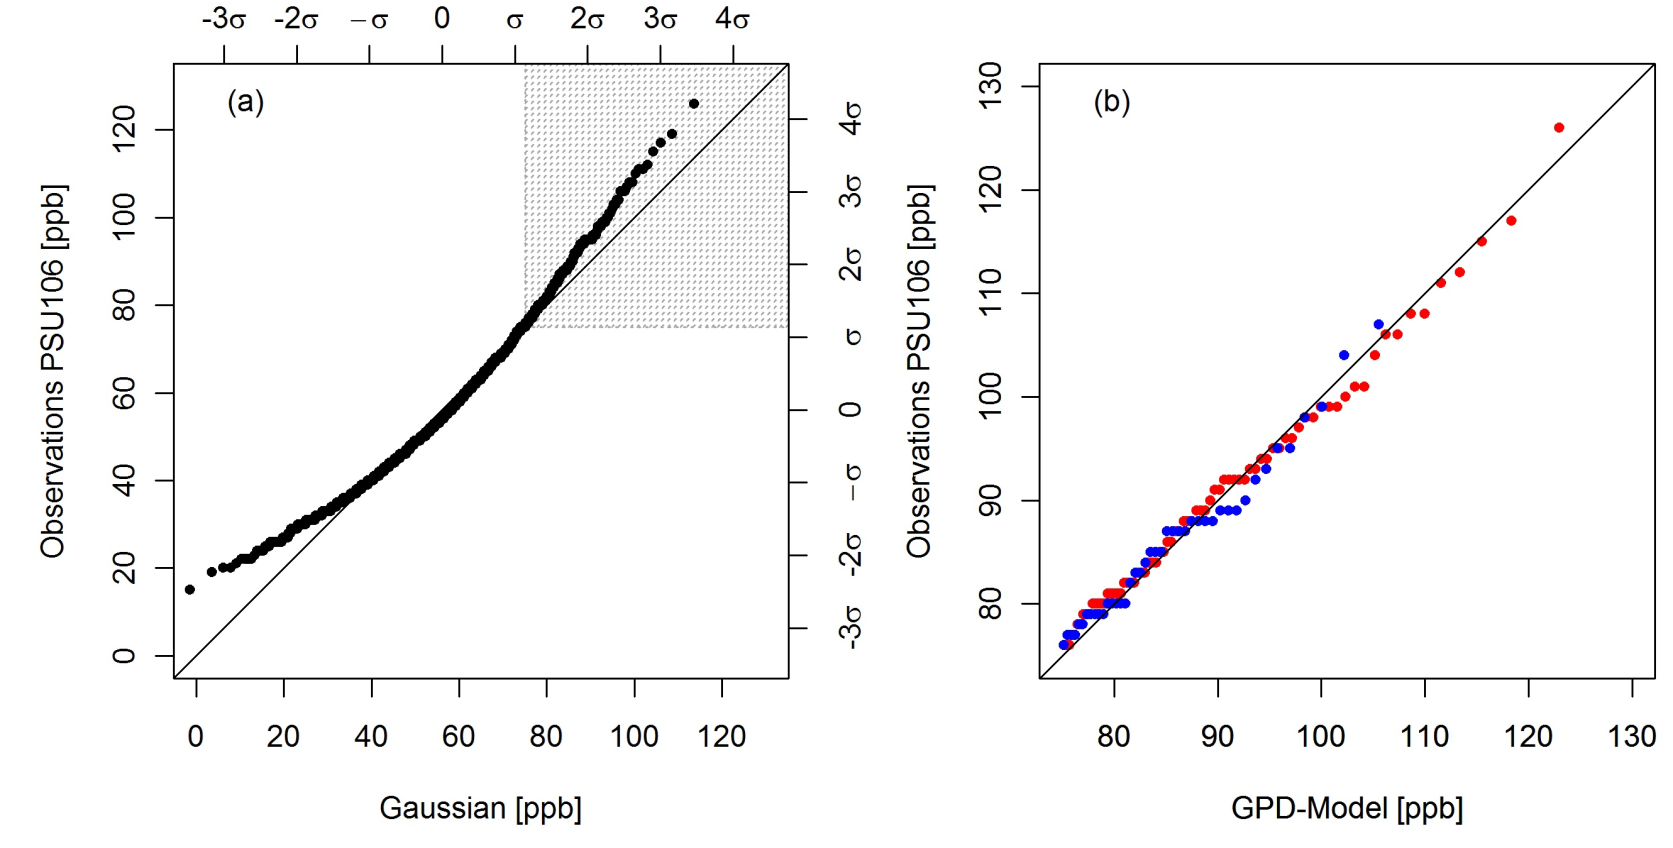 -3σ -2σ −σ 0 σ 2σ 3σ 4σ
(a)
Observations PSU106 [ppb]
0 20 40 60 80 100 120
-3σ -2σ −σ 0 σ 2σ 3σ 4σ
0 20 40 60 80 100 120
Gaussian [ppb]
(b)
Observations PSU106 [ppb]
80 90 100 110 120 130
80 90 100 110 120 130
GPD-Model [ppb]